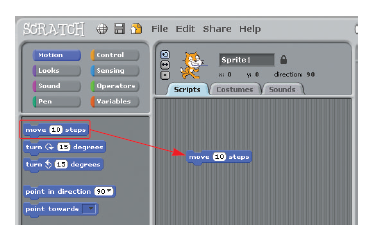 SCRATCH File Edit Share Help
Motion Control
Looks Sensing
Sound Operators
Pen Variables
Sprite1
x: 0 y: 0 direction: 90
Scripts Costumes Sounds
move 10 steps
turn 15 degrees
turn 15 degrees
point in direction 90
point towards
move 10 steps